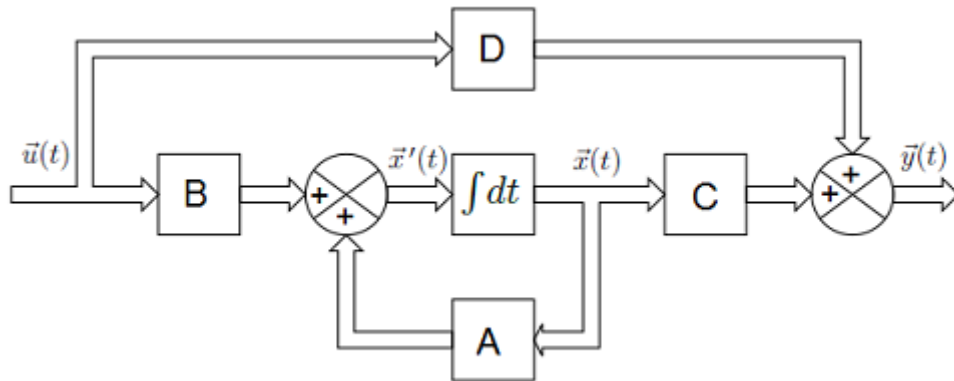 D
u⃗(t)
B
+
+
x⃗ ′(t)
∫dt
x⃗(t)
C
+
+
y⃗(t)
A